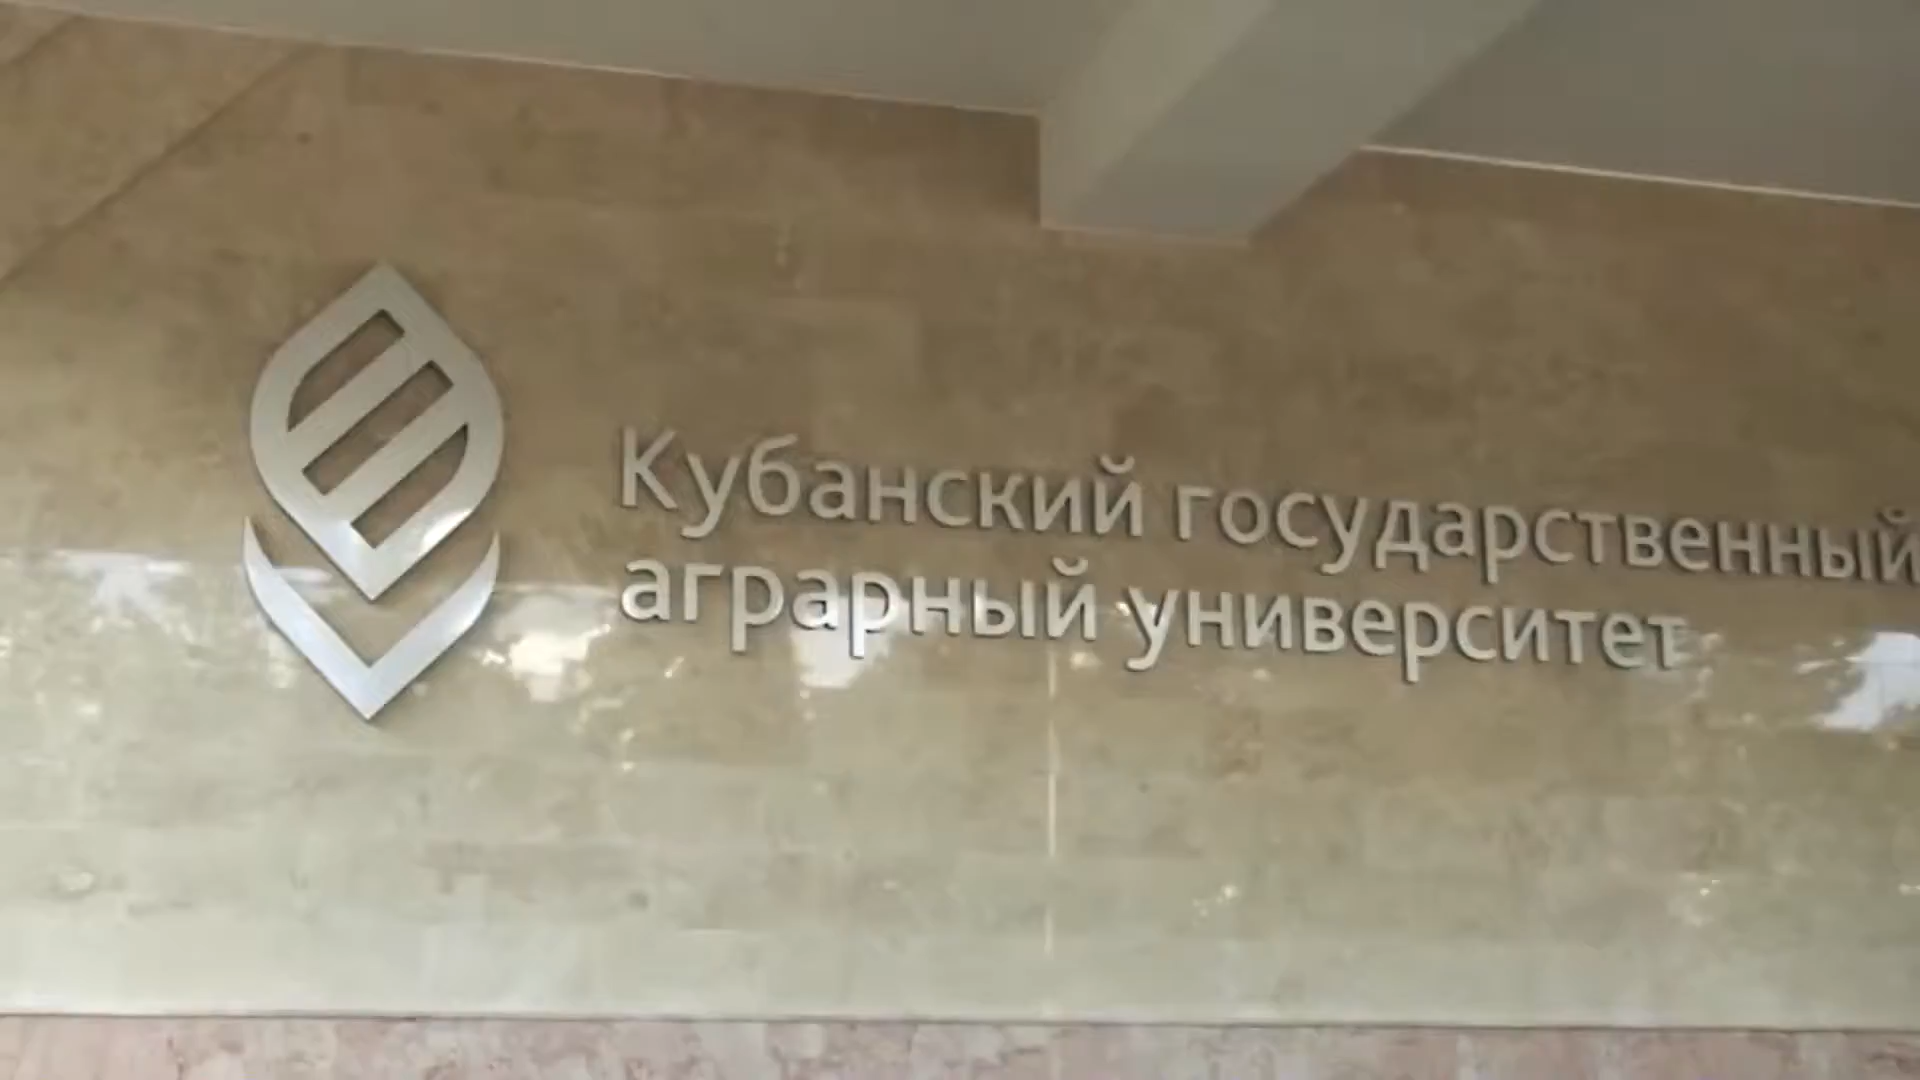 Кубанский государственный
аграрный университет